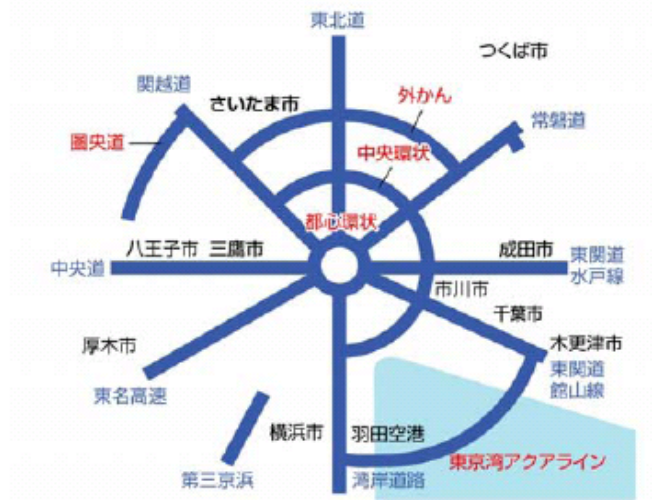 東北道
つくば市
関越道
さいたま市
外かん
常磐道
圏央道
中央環状
都心環状
八王子市
三鷹市
成田市
東関道
水戸線
中央道
市川市
千葉市
厚木市
木更津市
東関道
館山線
東名高速
横浜市
羽田空港
東京湾アクアライン
第三京浜
湾岸道路